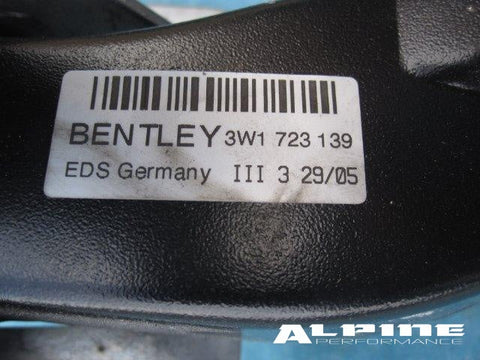 BENTLEY 3W1 723 139
EDS Germany III 3 29/05
ALPINE
PERFORMANCE